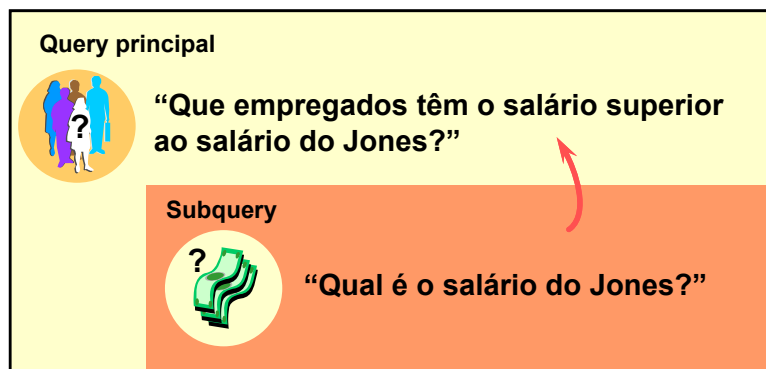 Query principal
?
“Que empregados têm o salário superior
ao salário do Jones?”
Subquery
?
“Qual é o salário do Jones?”